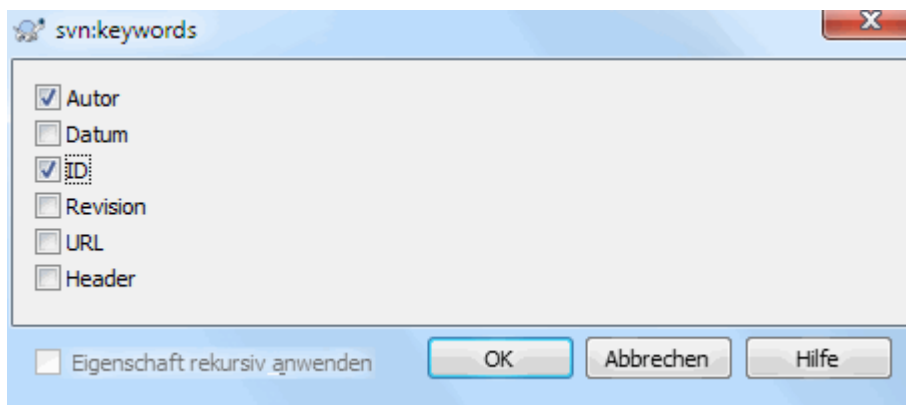 svn:keywords
Autor
Datum
ID
Revision
URL
Header
Eigenschaft rekursiv anwenden OK Abbrechen Hilfe